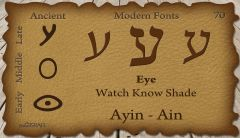 Ancient Modern Fonts 70
Early Middle Late
ע ע ע
Eye
Watch Know Shade
Ayin - Ain